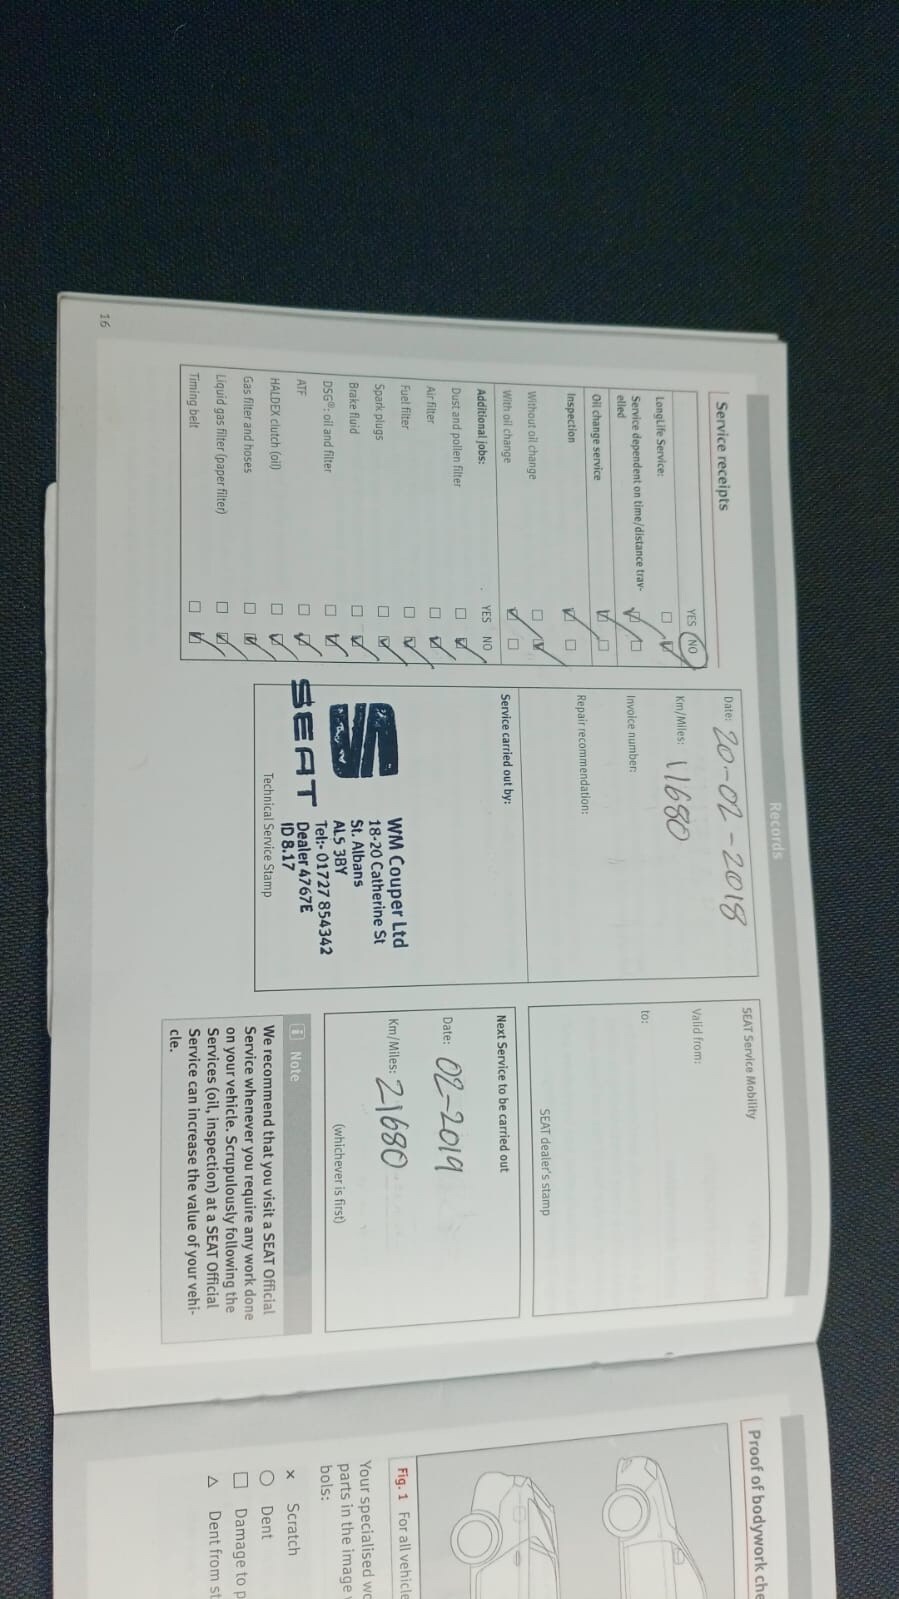 Records
Service receipts
YES NO
LongLife Service: ☐ ☑
Service dependent on time/distance trav-
elled ☑ ☐
Oil change service ☑ ☐
Inspection ☑ ☐
Without oil change ☐ ☑
With oil change ☑ ☐
Additional jobs: YES NO
Dust and pollen filter ☐ ☑
Air filter ☐ ☑
Fuel filter ☐ ☑
Spark plugs ☐ ☑
Brake fluid ☐ ☑
DSG®: oil and filter ☐ ☑
ATF ☐ ☑
HALDEX clutch (oil) ☐ ☑
Gas filter and hoses ☐ ☑
Liquid gas filter (paper filter) ☐ ☑
Timing belt ☐ ☑
Date: 20-02-2018
Km/Miles: 11680
Invoice number:
Repair recommendation:
Service carried out by:
SEAT
WM Couper Ltd
18-20 Catherine St
St. Albans
AL5 3BY
Tel:- 01727 854342
Dealer 4767E
ID 8.17
Technical Service Stamp
SEAT Service Mobility
Valid from:
to:
SEAT dealer's stamp
Next Service to be carried out
Date: 02-2019
Km/Miles: 21680
(whichever is first)
i Note
We recommend that you visit a SEAT Official
Service whenever you require any work done
on your vehicle. Scrupulously following the
Services (oil, inspection) at a SEAT Official
Service can increase the value of your vehi-
cle.
16
Proof of bodywork che
Fig. 1 For all vehicle
Your specialised wo
parts in the image
bols:
× Scratch
○ Dent
☐ Damage to p
△ Dent from st